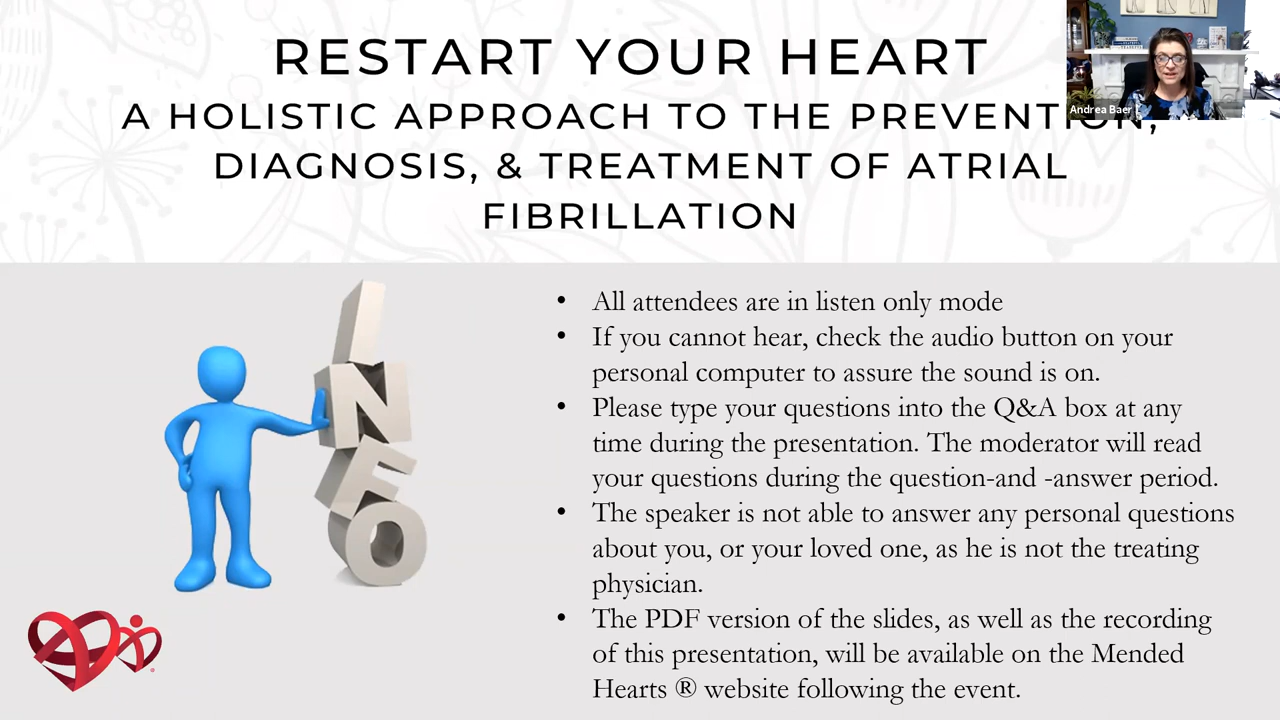 RESTART YOUR HEART
A HOLISTIC APPROACH TO THE PREVENTION,
DIAGNOSIS, & TREATMENT OF ATRIAL
FIBRILLATION
Andrea Baer
INFO
• All attendees are in listen only mode
• If you cannot hear, check the audio button on your
personal computer to assure the sound is on.
• Please type your questions into the Q&A box at any
time during the presentation. The moderator will read
your questions during the question-and -answer period.
• The speaker is not able to answer any personal questions
about you, or your loved one, as he is not the treating
physician.
• The PDF version of the slides, as well as the recording
of this presentation, will be available on the Mended
Hearts ® website following the event.